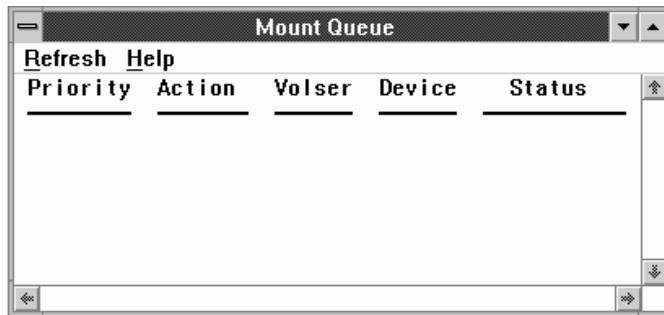 Mount Queue
Refresh Help
Priority Action Volser Device Status